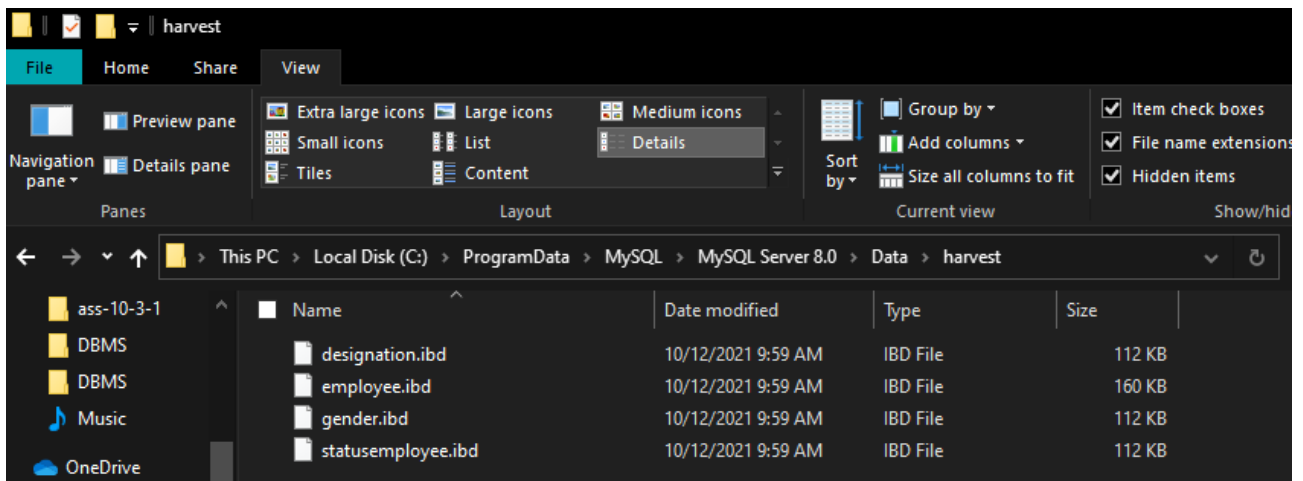 harvest
File Home Share View
Preview pane
Details pane
Navigation pane
Panes
Extra large icons Large icons Medium icons
Small icons List Details
Tiles Content
Layout
Sort by
Group by
Add columns
Size all columns to fit
Current view
Item check boxes
File name extensions
Hidden items
Show/hid
This PC > Local Disk (C:) > ProgramData > MySQL > MySQL Server 8.0 > Data > harvest
ass-10-3-1
DBMS
DBMS
Music
OneDrive
Name Date modified Type Size
designation.ibd 10/12/2021 9:59 AM IBD File 112 KB
employee.ibd 10/12/2021 9:59 AM IBD File 160 KB
gender.ibd 10/12/2021 9:59 AM IBD File 112 KB
statusemployee.ibd 10/12/2021 9:59 AM IBD File 112 KB